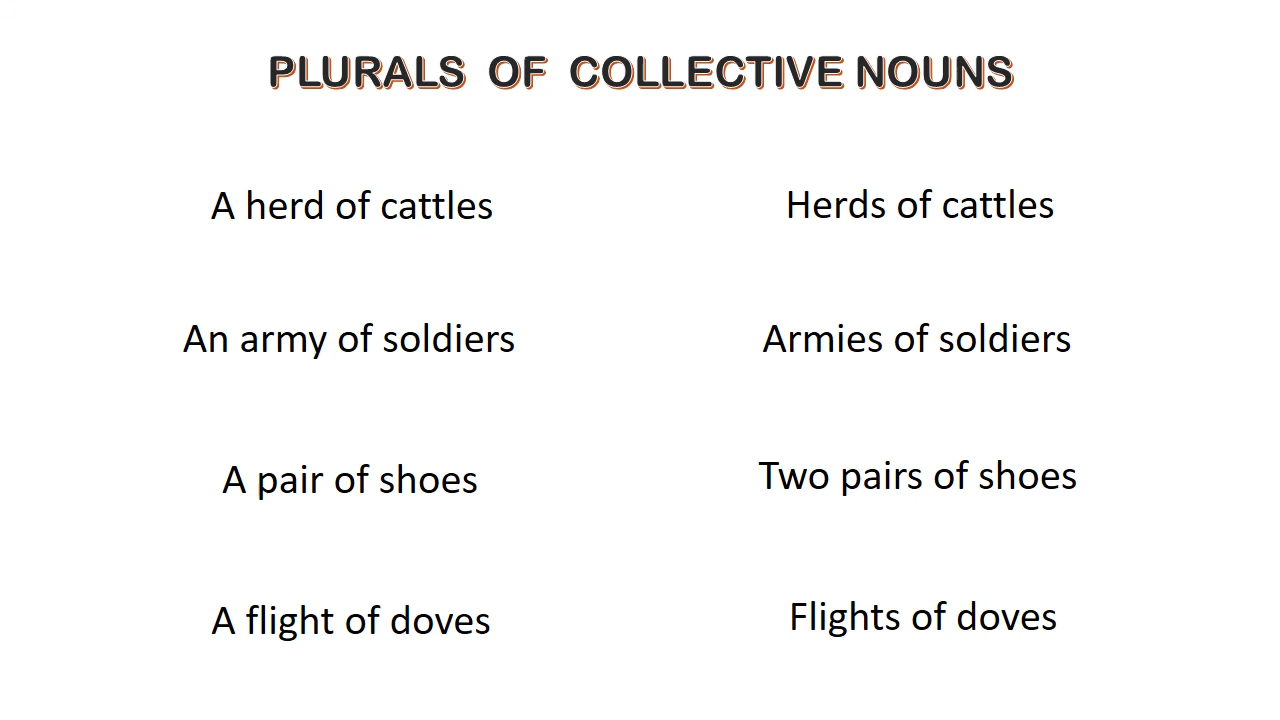 PLURALS OF COLLECTIVE NOUNS
A herd of cattles
Herds of cattles
An army of soldiers
Armies of soldiers
A pair of shoes
Two pairs of shoes
A flight of doves
Flights of doves